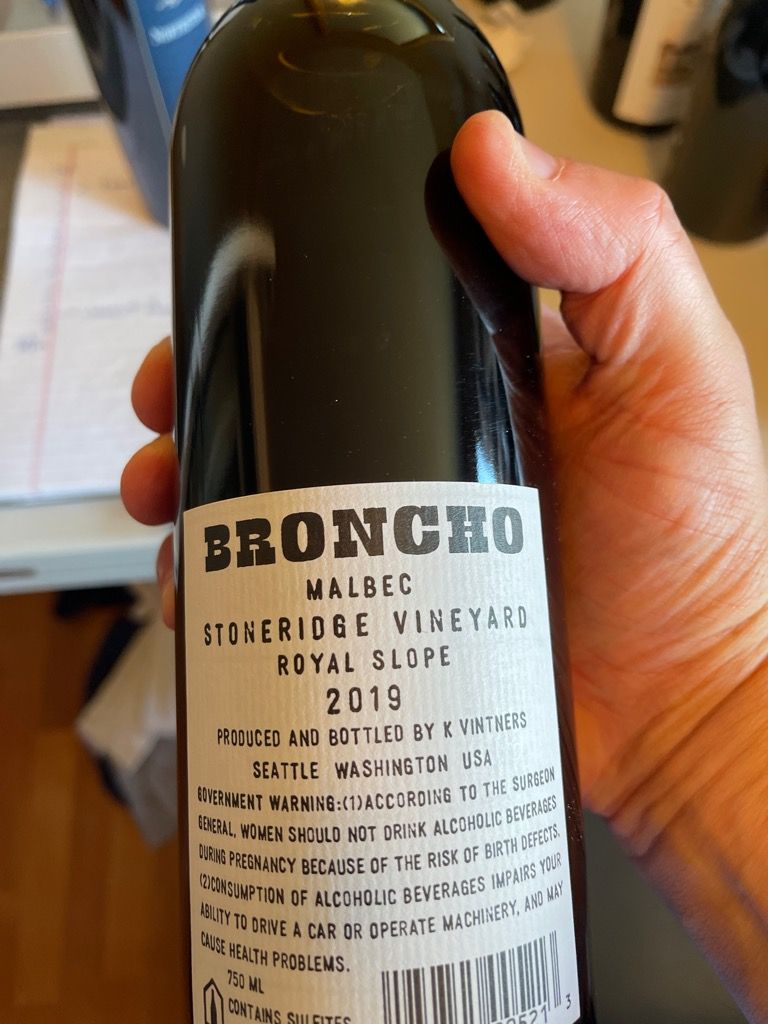 BRONCHO
MALBEC
STONERIDGE VINEYARD
ROYAL SLOPE
2019
PRODUCED AND BOTTLED BY K VINTNERS
SEATTLE WASHINGTON USA
GOVERNMENT WARNING:(1)ACCORDING TO THE SURGEON
GENERAL, WOMEN SHOULD NOT DRINK ALCOHOLIC BEVERAGES
DURING PREGNANCY BECAUSE OF THE RISK OF BIRTH DEFECTS.
(2)CONSUMPTION OF ALCOHOLIC BEVERAGES IMPAIRS YOUR
ABILITY TO DRIVE A CAR OR OPERATE MACHINERY, AND MAY
CAUSE HEALTH PROBLEMS.
750 ML
CONTAINS SULFITES
3